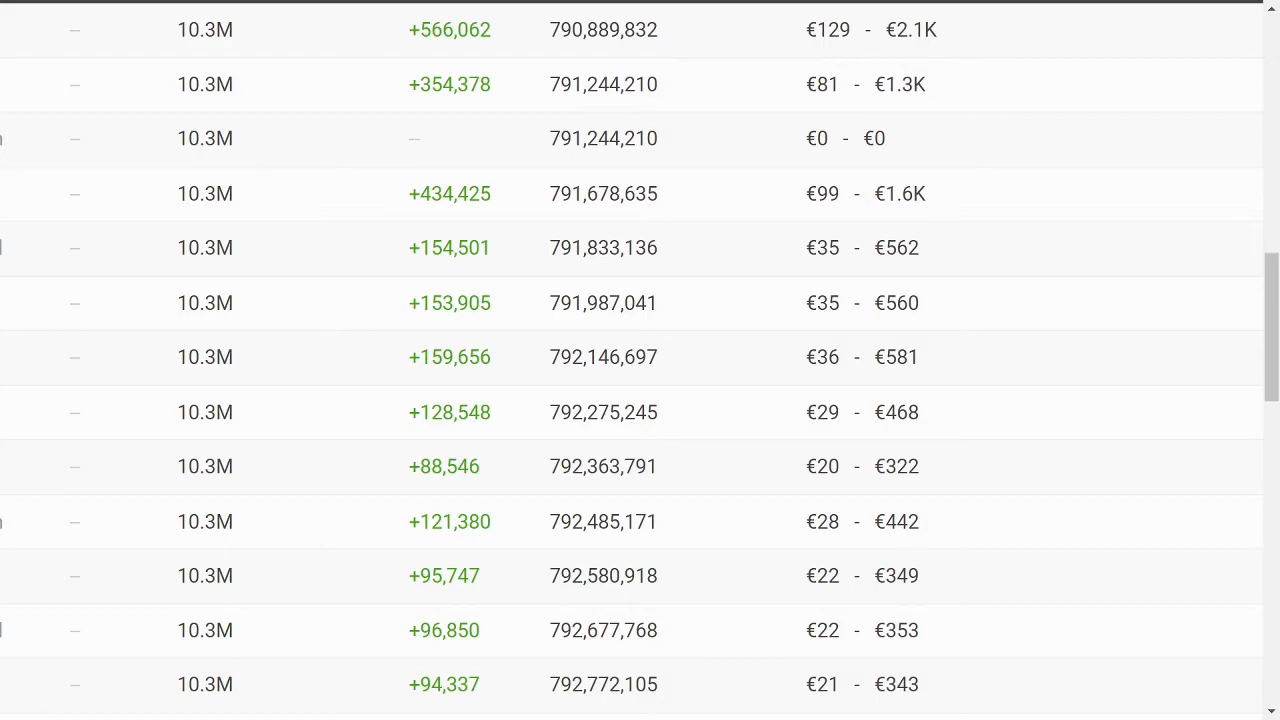 – 10.3M +566,062 790,889,832 €129 - €2.1K
– 10.3M +354,378 791,244,210 €81 - €1.3K
– 10.3M -- 791,244,210 €0 - €0
– 10.3M +434,425 791,678,635 €99 - €1.6K
– 10.3M +154,501 791,833,136 €35 - €562
– 10.3M +153,905 791,987,041 €35 - €560
– 10.3M +159,656 792,146,697 €36 - €581
– 10.3M +128,548 792,275,245 €29 - €468
– 10.3M +88,546 792,363,791 €20 - €322
– 10.3M +121,380 792,485,171 €28 - €442
– 10.3M +95,747 792,580,918 €22 - €349
– 10.3M +96,850 792,677,768 €22 - €353
– 10.3M +94,337 792,772,105 €21 - €343